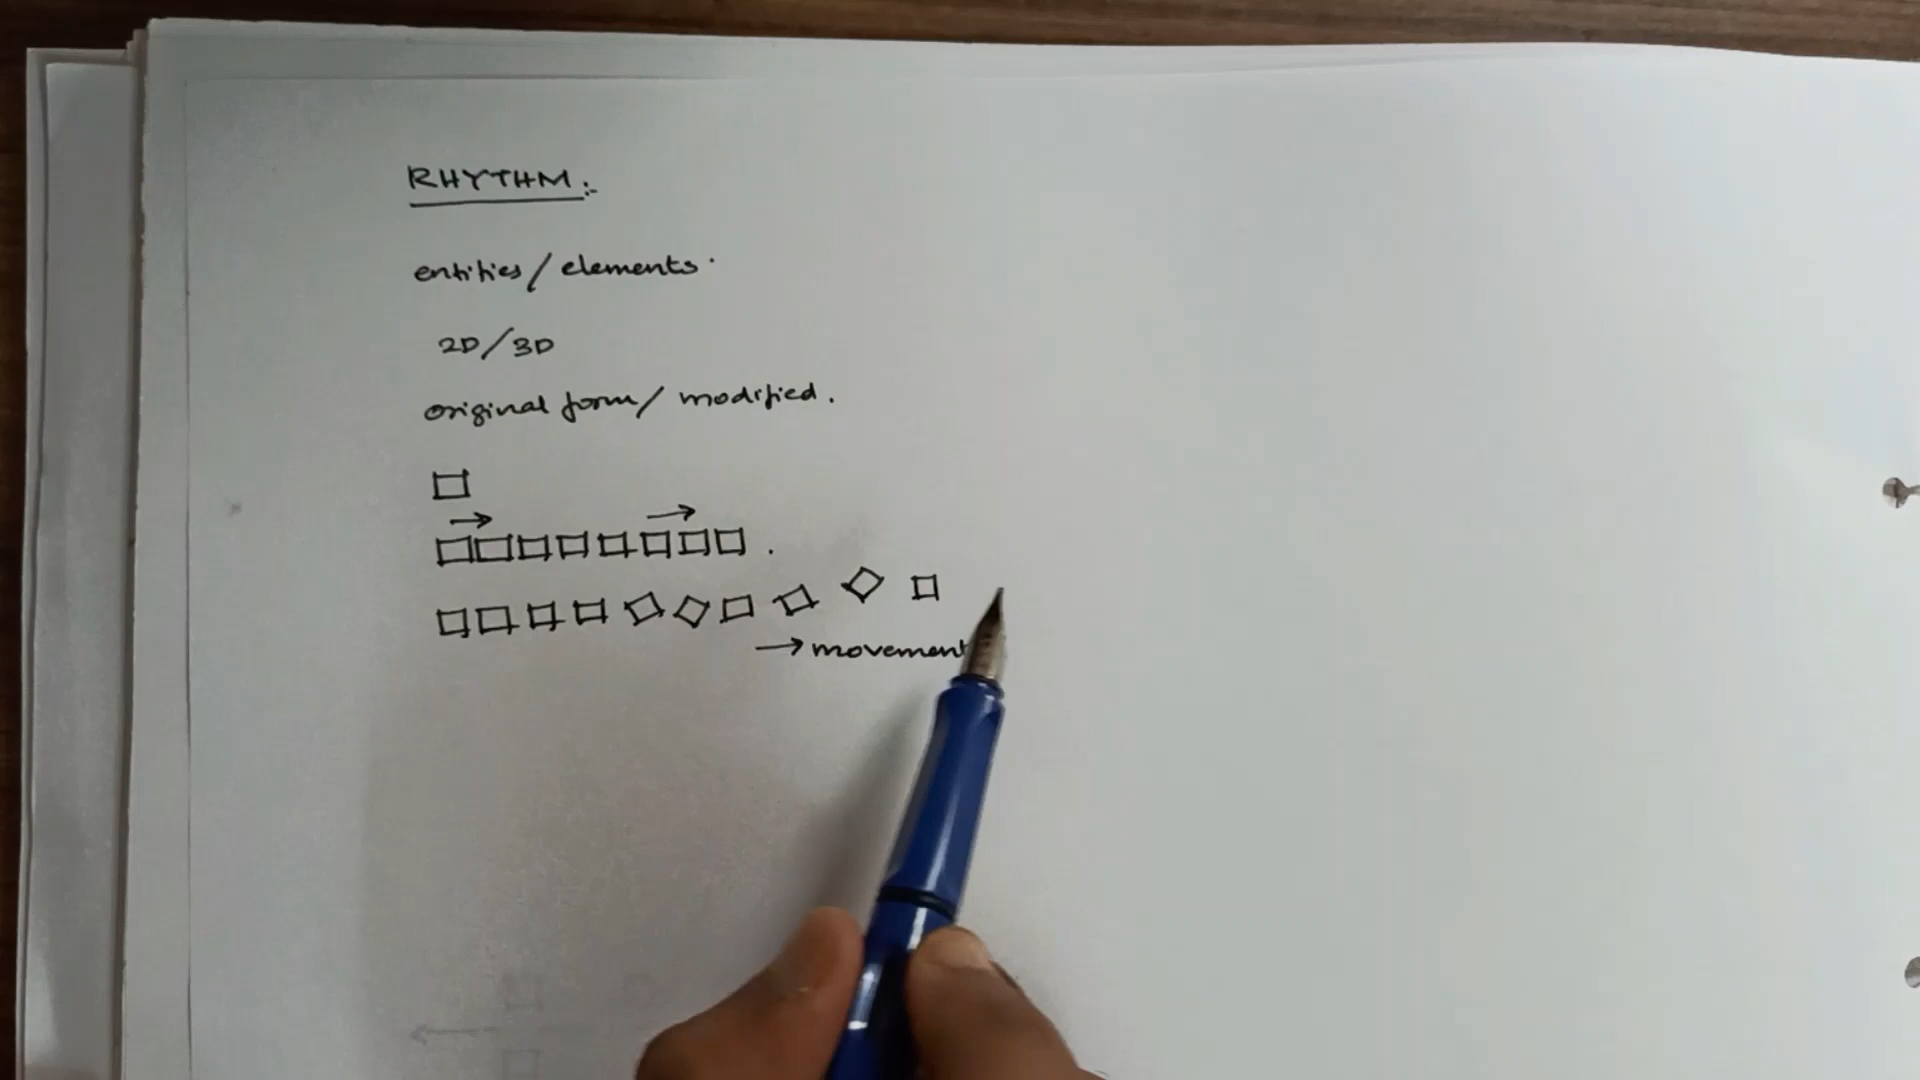 RHYTHM:-
entities/elements.
2D/3D
original form/modified.
→ movement